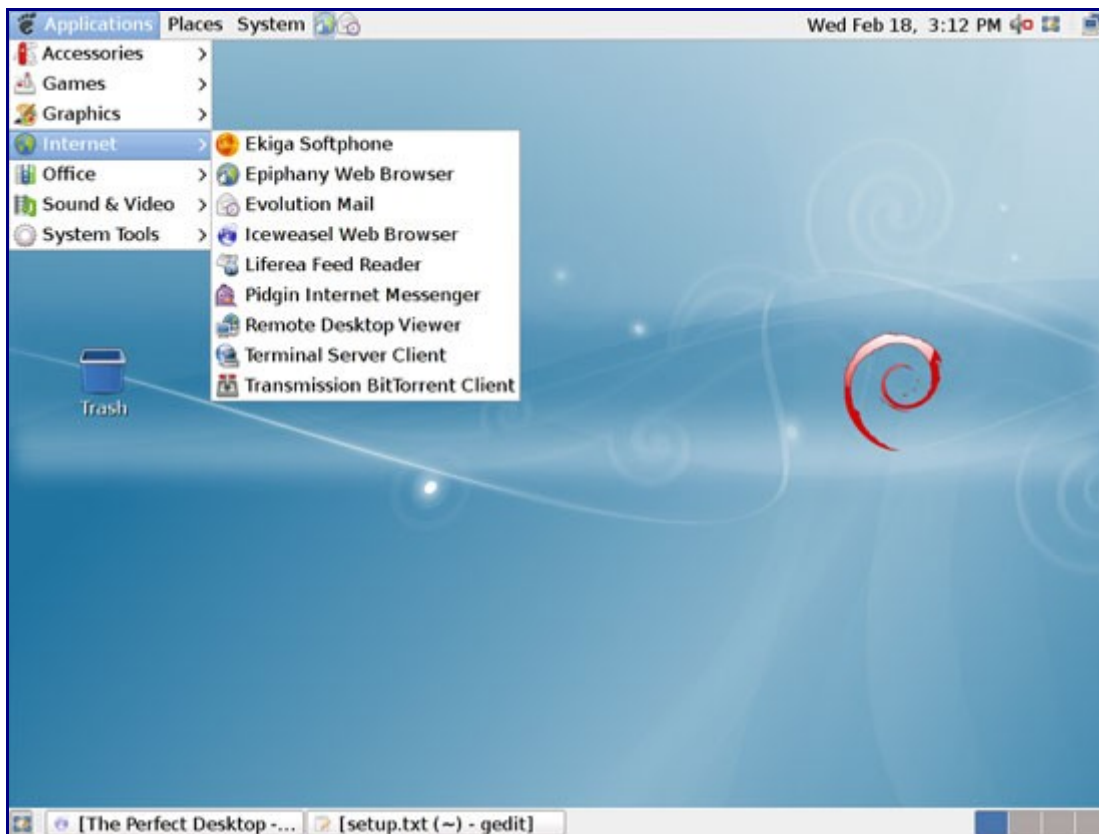 Applications Places System Wed Feb 18, 3:12 PM
Accessories
Games
Graphics
Internet
Office
Sound & Video
System Tools
Ekiga Softphone
Epiphany Web Browser
Evolution Mail
Iceweasel Web Browser
Liferea Feed Reader
Pidgin Internet Messenger
Remote Desktop Viewer
Terminal Server Client
Transmission BitTorrent Client
Trash
[The Perfect Desktop -... [setup.txt (~) - gedit]